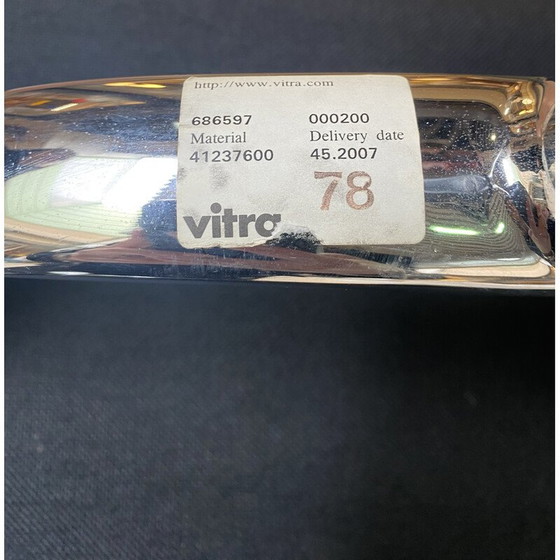 http://www.vitra.com
686597 000200
Material Delivery date
41237600 45.2007
78
vitra